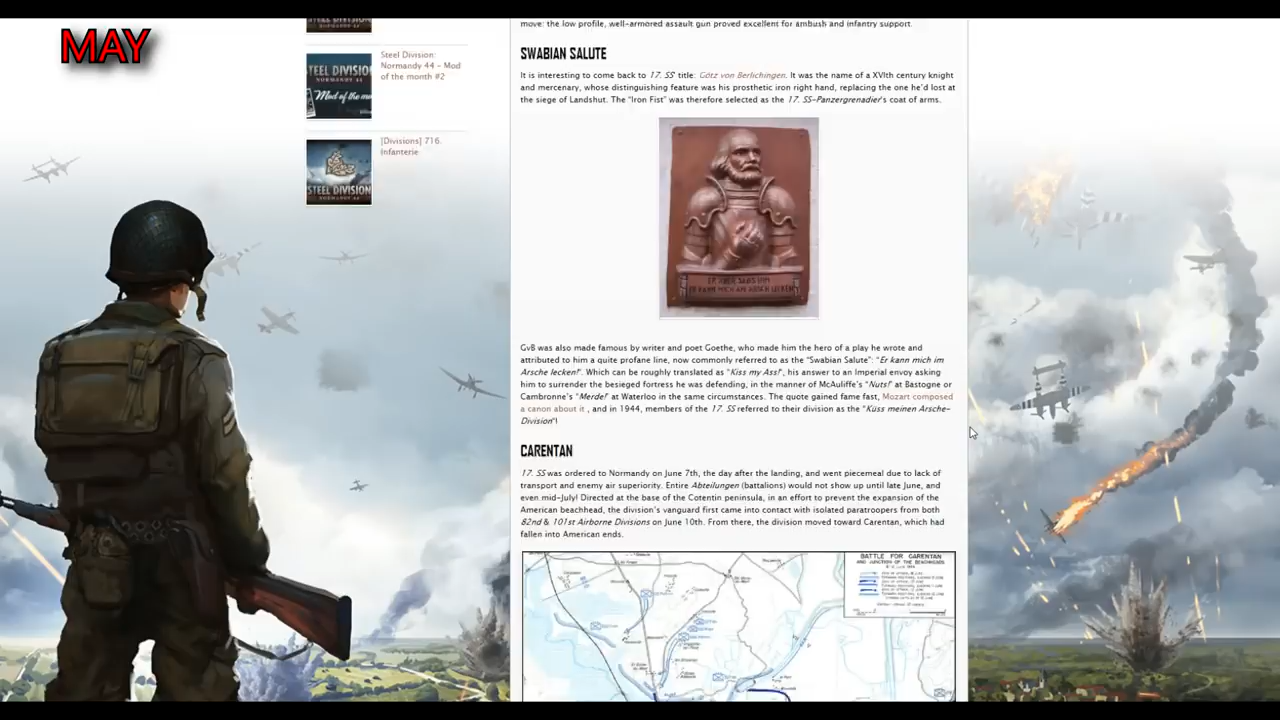 MAY
STEEL DIVISION
NORMANDY 44
Mod of the mo
Steel Division:
Normandy 44 – Mod
of the month #2
STEEL DIVISION
NORMANDY 44
[Divisions] 716.
Infanterie
move: the low profile, well-armored assault gun proved excellent for ambush and infantry support.
SWABIAN SALUTE
It is interesting to come back to 17. SS' title: Götz von Berlichingen. It was the name of a XVIth century knight
and mercenary, whose distinguishing feature was his prosthetic iron right hand, replacing the one he'd lost at
the siege of Landshut. The "Iron Fist" was therefore selected as the 17. SS-Panzergrenadier's coat of arms.
GvB was also made famous by writer and poet Goethe, who made him the hero of a play he wrote and
attributed to him a quite profane line, now commonly referred to as the "Swabian Salute": "Er kann mich im
Arsche lecken!". Which can be roughly translated as "Kiss my Ass!", his answer to an Imperial envoy asking
him to surrender the besieged fortress he was defending, in the manner of McAuliffe's "Nuts!" at Bastogne or
Cambronne's "Merde!" at Waterloo in the same circumstances. The quote gained fame fast, Mozart composed
a canon about it , and in 1944, members of the 17. SS referred to their division as the "Küss meinen Arsche-
Division"!
CARENTAN
17. SS was ordered to Normandy on June 7th, the day after the landing, and went piecemeal due to lack of
transport and enemy air superiority. Entire Abteilungen (battalions) would not show up until late June, and
even mid-July! Directed at the base of the Cotentin peninsula, in an effort to prevent the expansion of the
American beachhead, the division's vanguard first came into contact with isolated paratroopers from both
82nd & 101st Airborne Divisions on June 10th. From there, the division moved toward Carentan, which had
fallen into American ends.
BATTLE FOR CARENTAN
AND JUNCTION OF THE BEACHHEADS